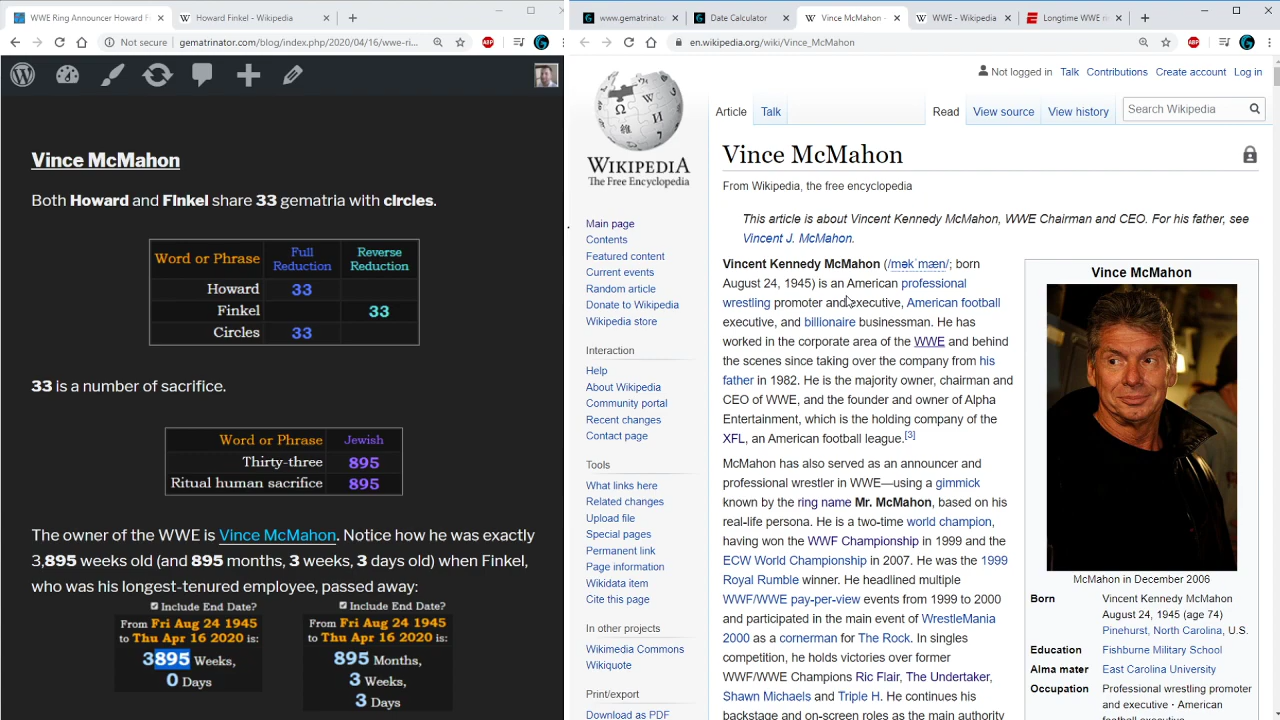 WWE Ring Announcer Howard F
Howard Finkel - Wikipedia
Not secure
gematrinator.com/blog/index.php/2020/04/16/wwe-ri...
Vince McMahon
Both Howard and FInkel share 33 gematria with cIrcles.
Word or Phrase Full Reduction Reverse Reduction
Howard 33
Finkel 33
Circles 33
33 is a number of sacrifice.
Word or Phrase Jewish
Thirty-three 895
Ritual human sacrifice 895
The owner of the WWE is Vince McMahon. Notice how he was exactly
3,895 weeks old (and 895 months, 3 weeks, 3 days old) when Finkel,
who was his longest-tenured employee, passed away:
Include End Date?
From Fri Aug 24 1945
to Thu Apr 16 2020 is:
3895 Weeks,
0 Days
Include End Date?
From Fri Aug 24 1945
to Thu Apr 16 2020 is:
895 Months,
3 Weeks,
3 Days
www.gematrinator.c
Date Calculator
Vince McMahon -
WWE - Wikipedia
Longtime WWE ri
en.wikipedia.org/wiki/Vince_McMahon
ABP
Not logged in Talk Contributions Create account Log in
Article Talk Read View source View history Search Wikipedia
WIKIPEDIA
The Free Encyclopedia
Main page
Contents
Featured content
Current events
Random article
Donate to Wikipedia
Wikipedia store
Interaction
Help
About Wikipedia
Community portal
Recent changes
Contact page
Tools
What links here
Related changes
Upload file
Special pages
Permanent link
Page information
Wikidata item
Cite this page
In other projects
Wikimedia Commons
Wikiquote
Print/export
Download as PDF
Vince McMahon
From Wikipedia, the free encyclopedia
This article is about Vincent Kennedy McMahon, WWE Chairman and CEO. For his father, see
Vincent J. McMahon.
Vincent Kennedy McMahon (/məkˈmæn/; born
August 24, 1945) is an American professional
wrestling promoter and executive, American football
executive, and billionaire businessman. He has
worked in the corporate area of the WWE and behind
the scenes since taking over the company from his
father in 1982. He is the majority owner, chairman and
CEO of WWE, and the founder and owner of Alpha
Entertainment, which is the holding company of the
XFL, an American football league.[3]
McMahon has also served as an announcer and
professional wrestler in WWE—using a gimmick
known by the ring name Mr. McMahon, based on his
real-life persona. He is a two-time world champion,
having won the WWF Championship in 1999 and the
ECW World Championship in 2007. He was the 1999
Royal Rumble winner. He headlined multiple
WWF/WWE pay-per-view events from 1999 to 2000
and participated in the main event of WrestleMania
2000 as a cornerman for The Rock. In singles
competition, he holds victories over former
WWF/WWE Champions Ric Flair, The Undertaker,
Shawn Michaels and Triple H. He continues his
backstage and on-screen roles as the main authority
Vince McMahon
McMahon in December 2006
Born Vincent Kennedy McMahon
August 24, 1945 (age 74)
Pinehurst, North Carolina, U.S.
Education Fishburne Military School
Alma mater East Carolina University
Occupation Professional wrestling promoter
and executive · American